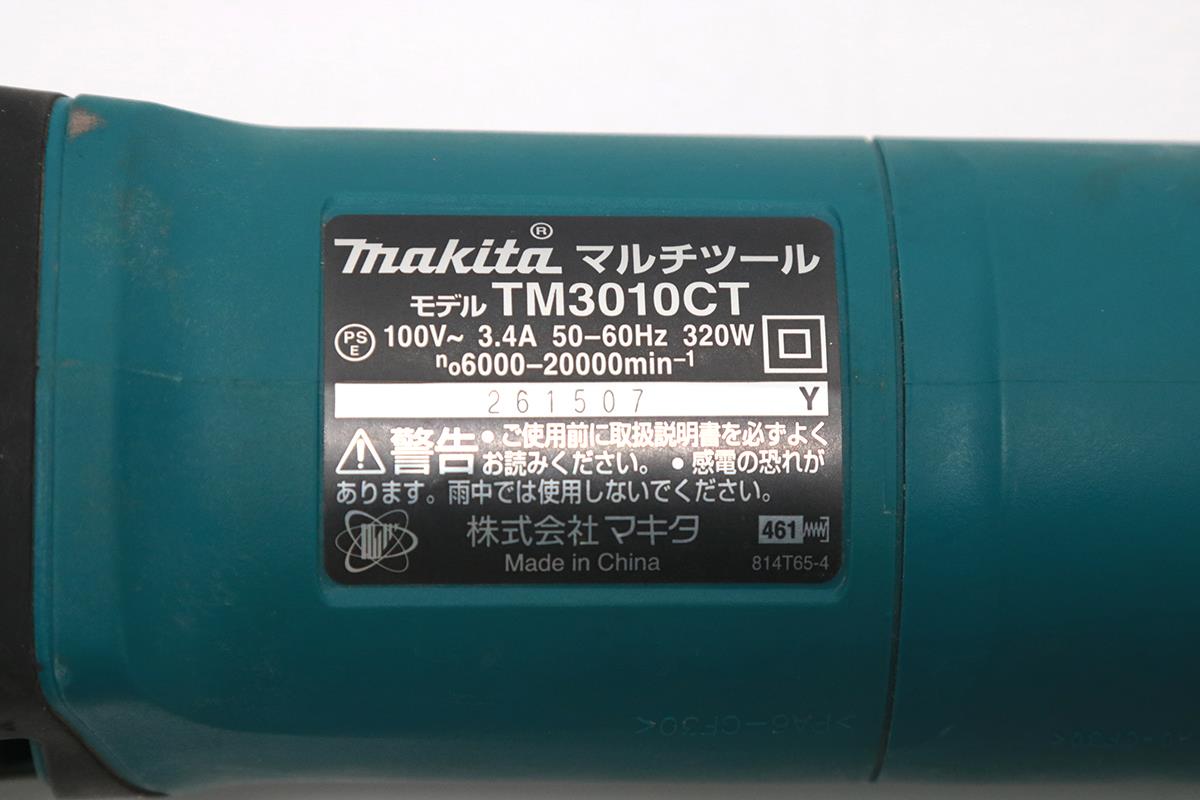 makita® マルチツール
モデル TM3010CT
PSE 100V~ 3.4A 50-60Hz 320W
no6000-20000min-1
261507 Y
警告 • ご使用前に取扱説明書を必ずよく
お読みください。 • 感電の恐れが
あります。雨中では使用しないでください。
株式会社 マキタ 461
Made in China 814T65-4
>PA6-GF30<